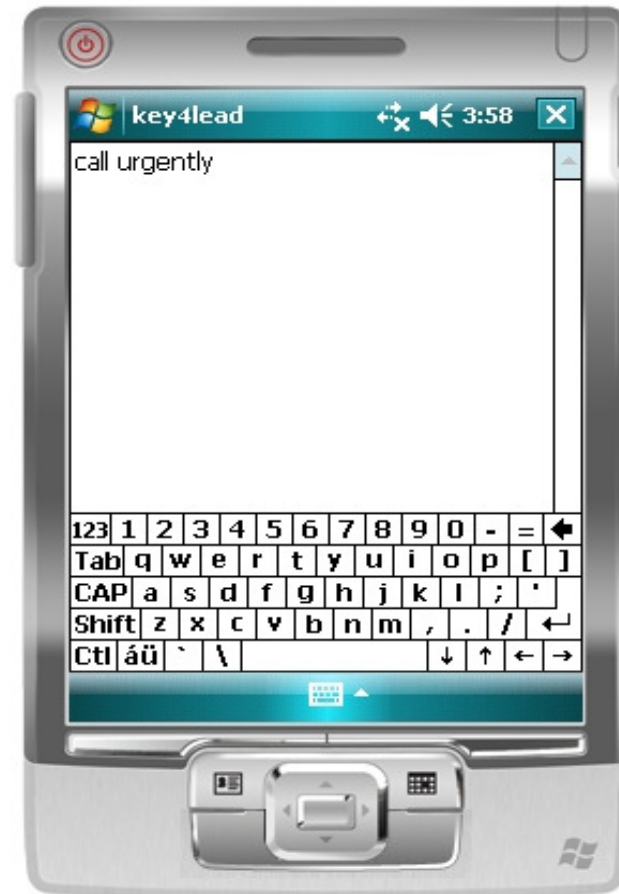 key4lead 3:58
call urgently
123 1 2 3 4 5 6 7 8 9 0 - =
Tab q w e r t y u i o p [ ]
CAP a s d f g h j k l ; '
Shift z x c v b n m , . /
Ctl áü ` \